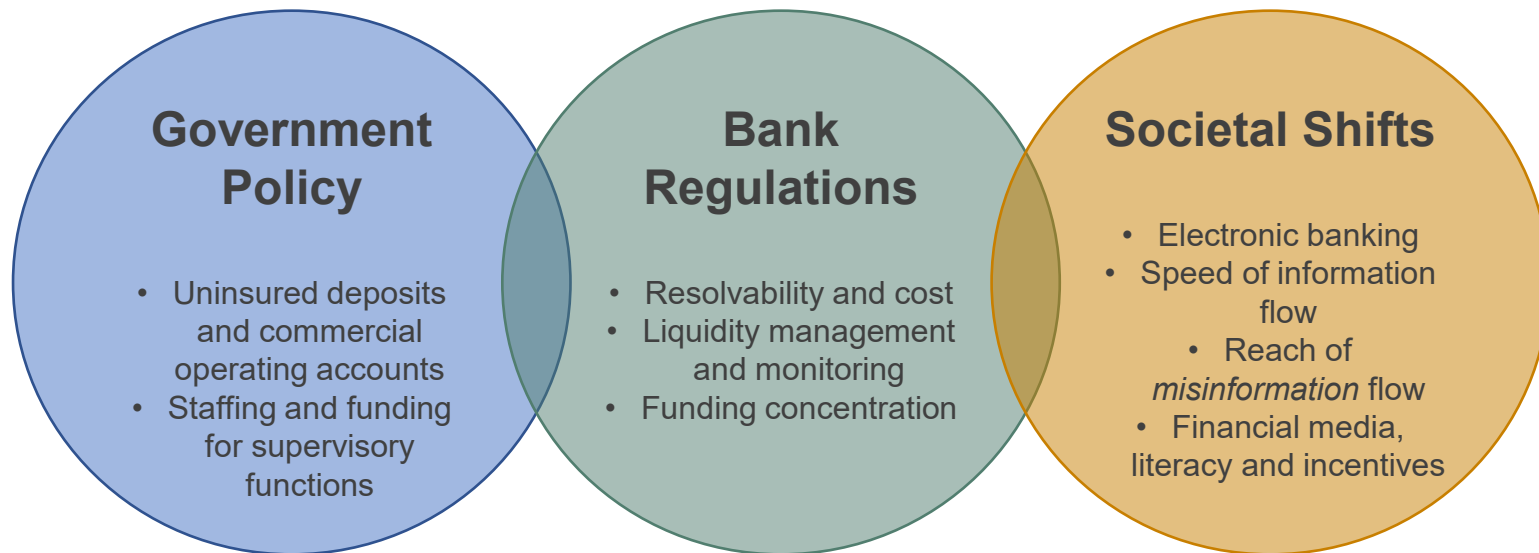 Government
Policy
• Uninsured deposits
and commercial
operating accounts
• Staffing and funding
for supervisory
functions
Bank
Regulations
• Resolvability and cost
• Liquidity management
and monitoring
• Funding concentration
Societal Shifts
• Electronic banking
• Speed of information
flow
• Reach of
misinformation flow
• Financial media,
literacy and incentives